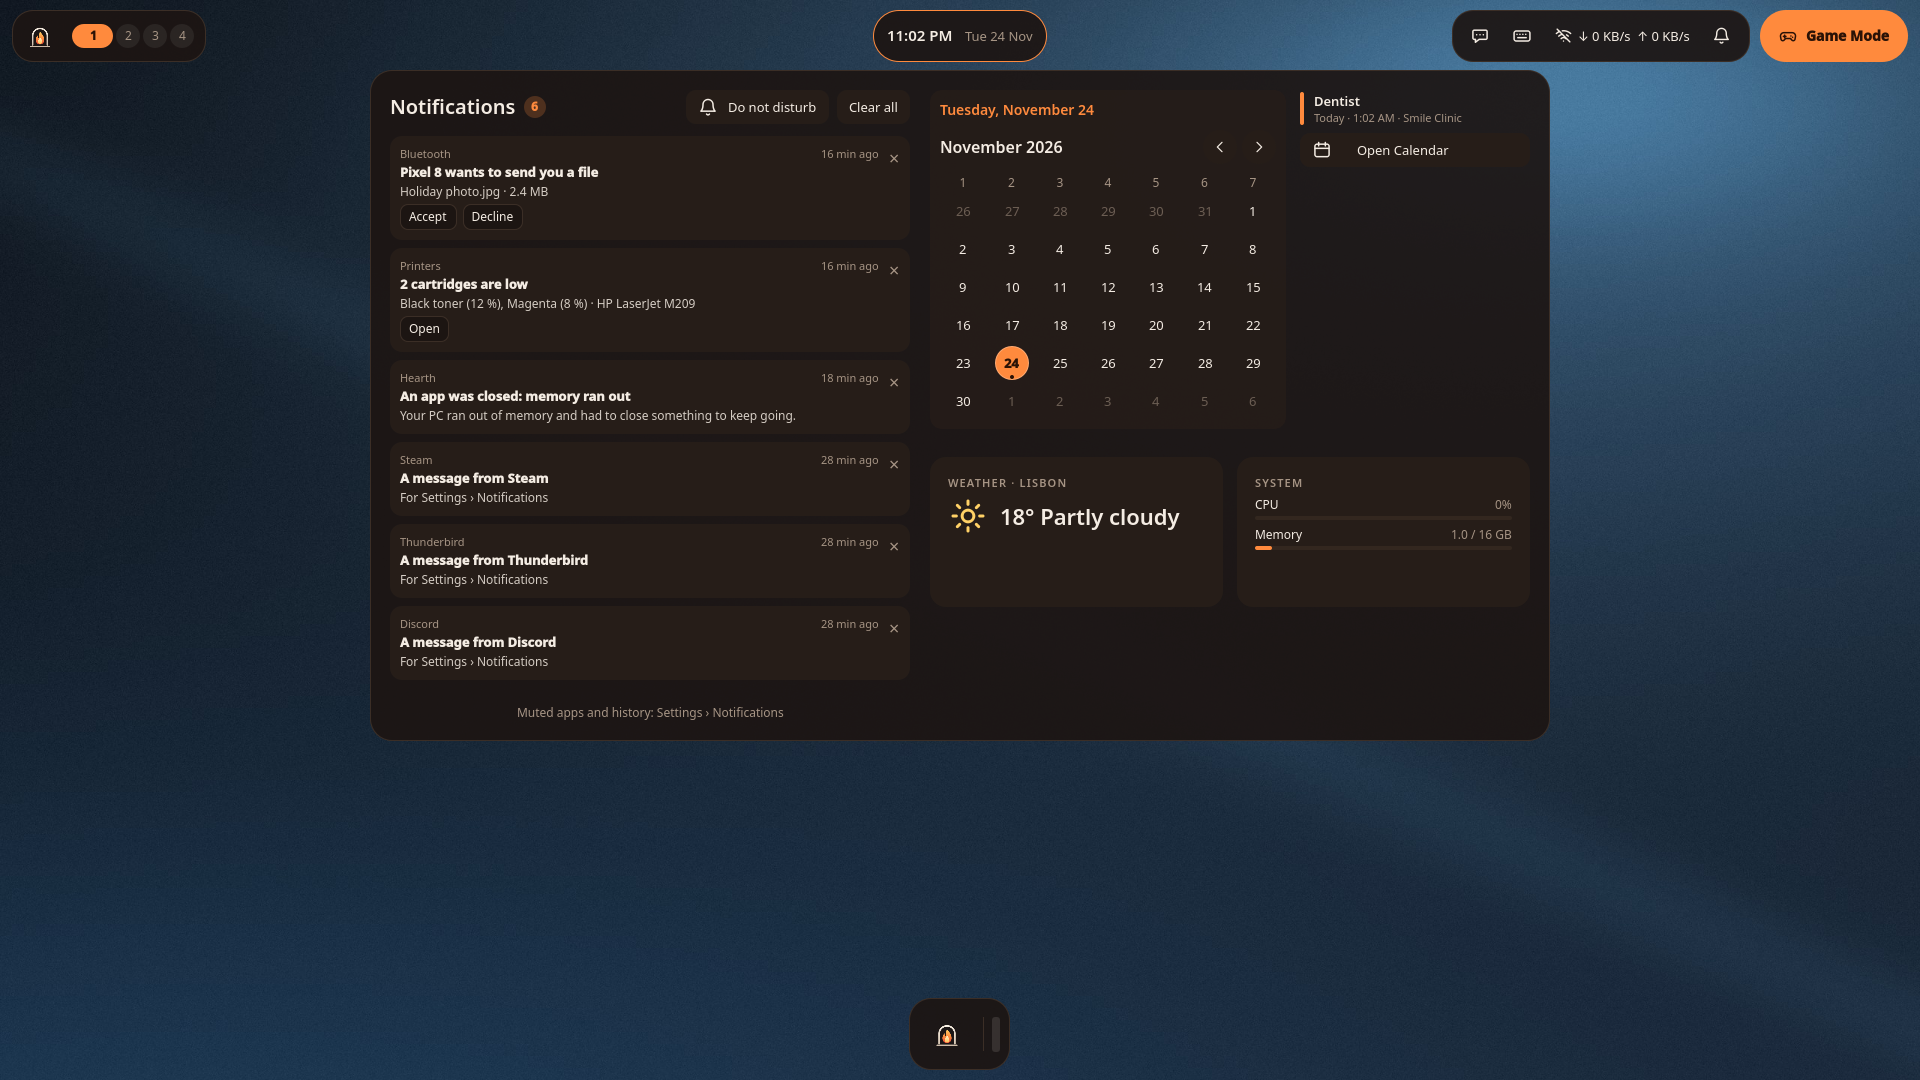 1 2 3 4
11:02 PM Tue 24 Nov
↓ 0 KB/s ↑ 0 KB/s
Game Mode
Notifications 6
Do not disturb
Clear all
Bluetooth 16 min ago ×
Pixel 8 wants to send you a file
Holiday photo.jpg · 2.4 MB
Accept Decline
Printers 16 min ago ×
2 cartridges are low
Black toner (12 %), Magenta (8 %) · HP LaserJet M209
Open
Hearth 18 min ago ×
An app was closed: memory ran out
Your PC ran out of memory and had to close something to keep going.
Steam 28 min ago ×
A message from Steam
For Settings › Notifications
Thunderbird 28 min ago ×
A message from Thunderbird
For Settings › Notifications
Discord 28 min ago ×
A message from Discord
For Settings › Notifications
Muted apps and history: Settings › Notifications
Tuesday, November 24
November 2026
1 2 3 4 5 6 7
26 27 28 29 30 31 1
2 3 4 5 6 7 8
9 10 11 12 13 14 15
16 17 18 19 20 21 22
23 24 25 26 27 28 29
30 1 2 3 4 5 6
Dentist
Today · 1:02 AM · Smile Clinic
Open Calendar
WEATHER · LISBON
18° Partly cloudy
SYSTEM
CPU 0%
Memory 1.0 / 16 GB